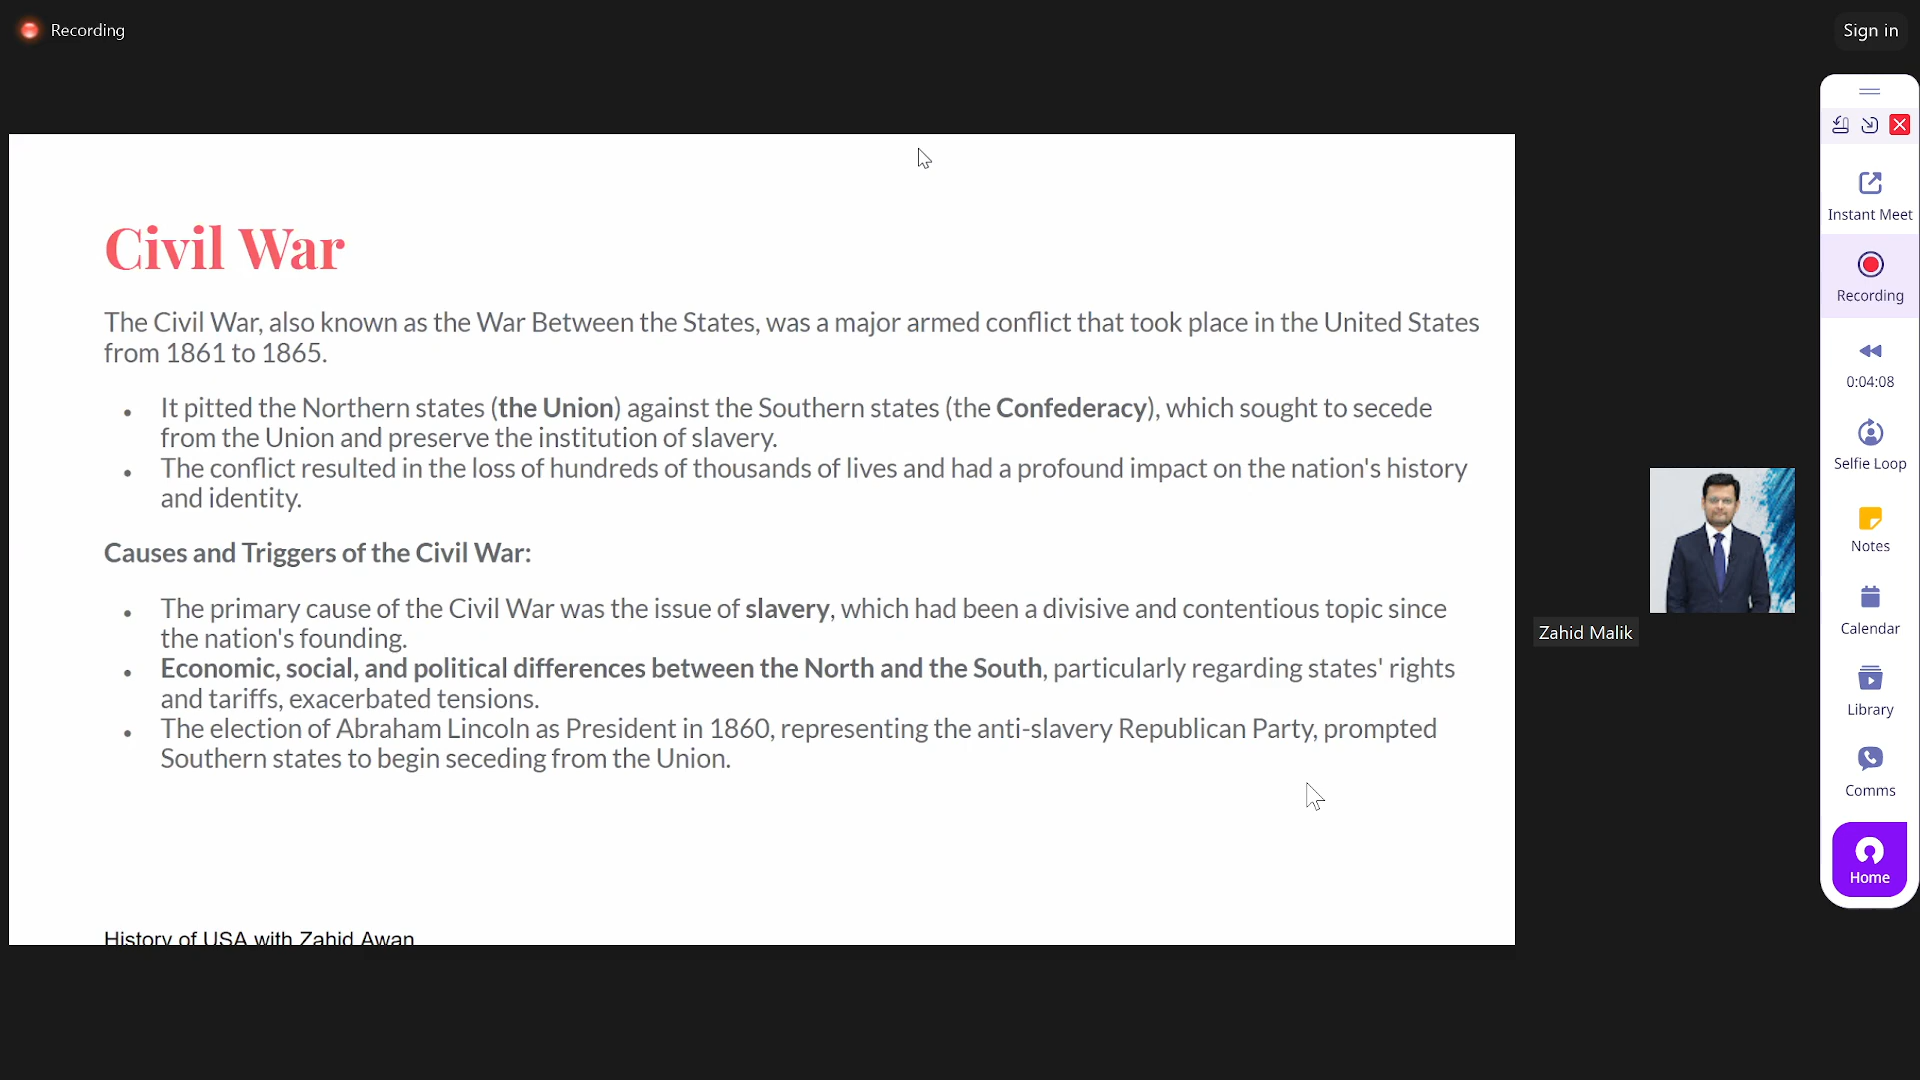 Recording
Sign in
Civil War
The Civil War, also known as the War Between the States, was a major armed conflict that took place in the United States
from 1861 to 1865.
• It pitted the Northern states (the Union) against the Southern states (the Confederacy), which sought to secede
from the Union and preserve the institution of slavery.
• The conflict resulted in the loss of hundreds of thousands of lives and had a profound impact on the nation's history
and identity.
Causes and Triggers of the Civil War:
• The primary cause of the Civil War was the issue of slavery, which had been a divisive and contentious topic since
the nation's founding.
• Economic, social, and political differences between the North and the South, particularly regarding states' rights
and tariffs, exacerbated tensions.
• The election of Abraham Lincoln as President in 1860, representing the anti-slavery Republican Party, prompted
Southern states to begin seceding from the Union.
History of USA with Zahid Awan
Zahid Malik
Instant Meet
Recording
0:04:08
Selfie Loop
Notes
Calendar
Library
Comms
Home